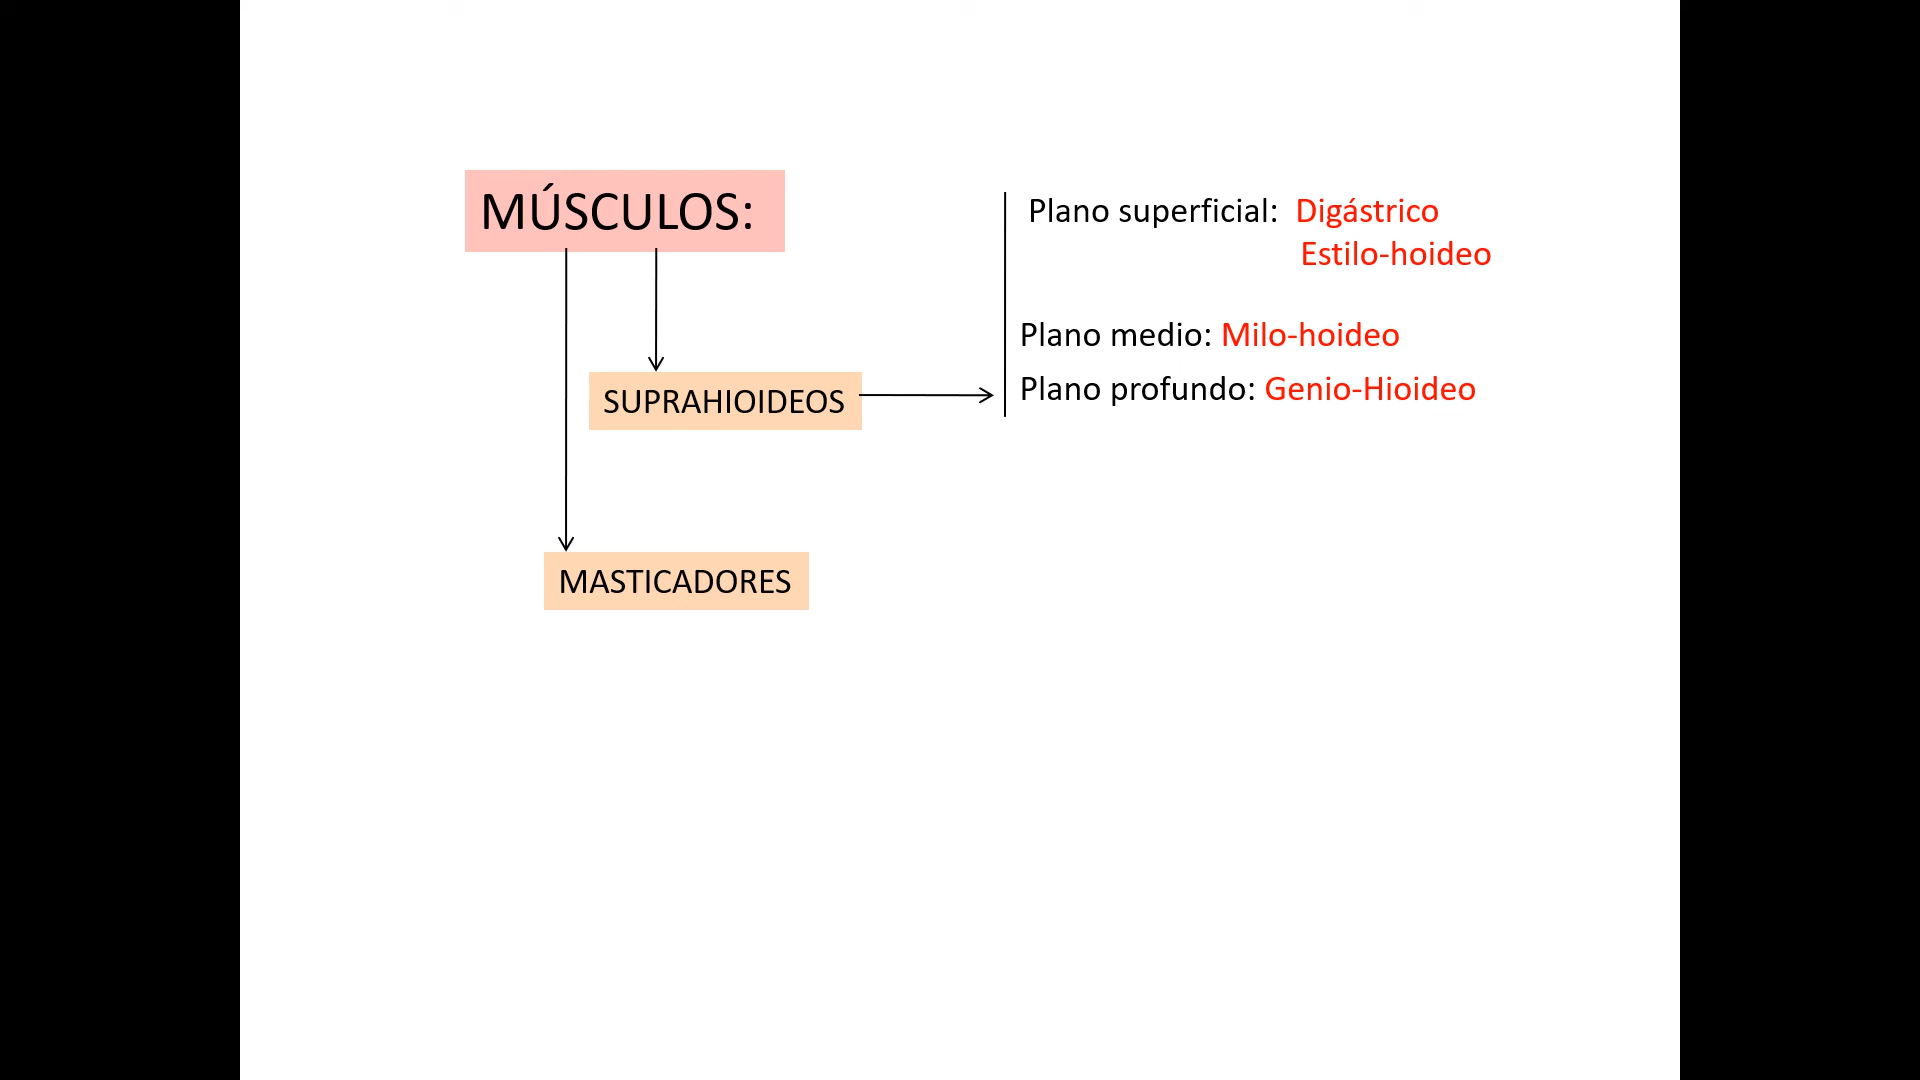 MÚSCULOS:
Plano superficial: Digástrico
Estilo-hoideo
Plano medio: Milo-hoideo
Plano profundo: Genio-Hioideo
SUPRAHIOIDEOS
MASTICADORES